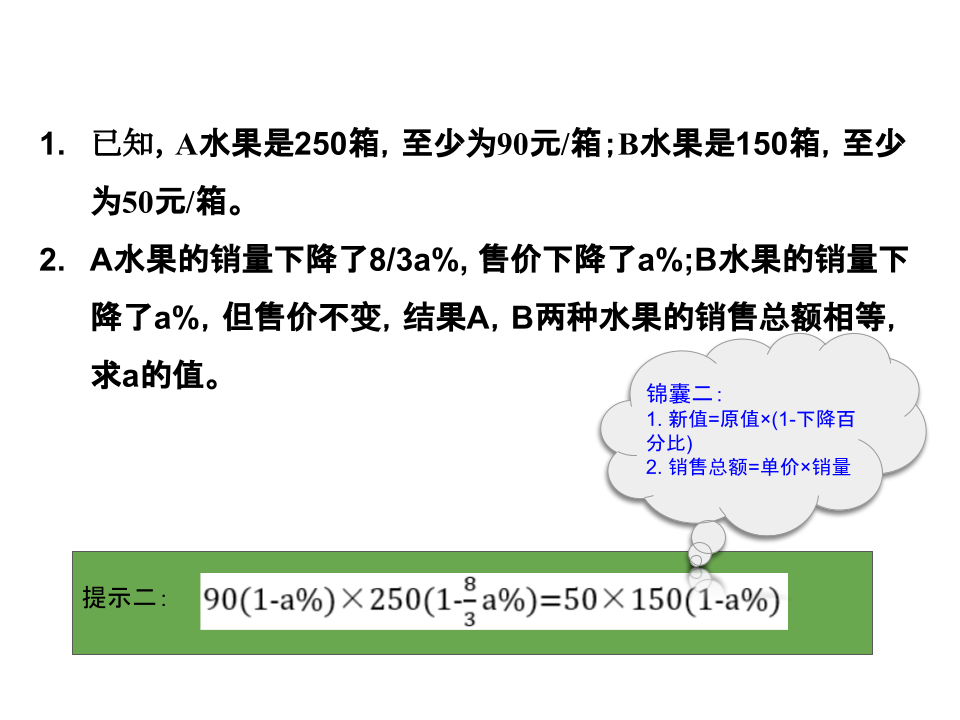 1. 已知，A水果是250箱，至少为90元/箱；B水果是150箱，至少
为50元/箱。
2. A水果的销量下降了8/3a%, 售价下降了a%;B水果的销量下
降了a%，但售价不变，结果A，B两种水果的销售总额相等，
求a的值。
锦囊二：
1. 新值=原值×(1-下降百
分比)
2. 销售总额=单价×销量
提示二： 90(1-a%)×250(1-8/3 a%)=50×150(1-a%)